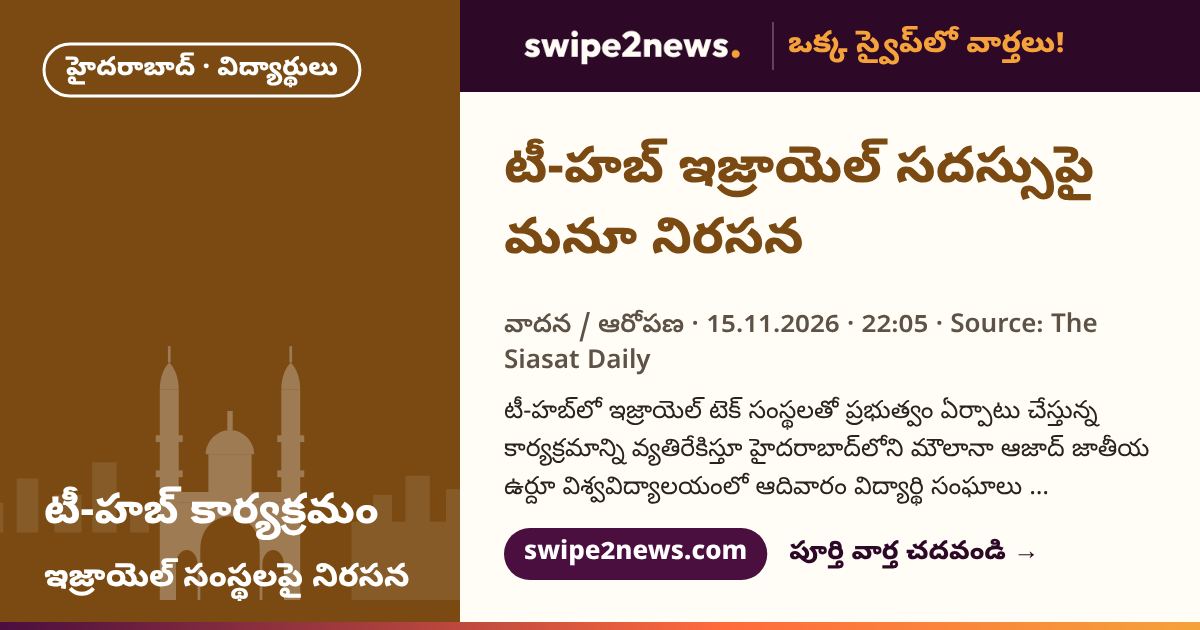 హైదరాబాద్ · విద్యార్థులు
టీ-హబ్ కార్యక్రమం
ఇజ్రాయెల్ సంస్థలపై నిరసన
swipe2news.
ఒక్క స్వైప్‌లో వార్తలు!
టీ-హబ్ ఇజ్రాయెల్ సదస్సుపై
మనూ నిరసన
వాదన / ఆరోపణ · 15.11.2026 · 22:05 · Source: The
Siasat Daily
టీ-హబ్‌లో ఇజ్రాయెల్ టెక్ సంస్థలతో ప్రభుత్వం ఏర్పాటు చేస్తున్న
కార్యక్రమాన్ని వ్యతిరేకిస్తూ హైదరాబాద్‌లోని మౌలానా ఆజాద్ జాతీయ
ఉర్దూ విశ్వవిద్యాలయంలో ఆదివారం విద్యార్థి సంఘాలు ...
swipe2news.com
పూర్తి వార్త చదవండి →